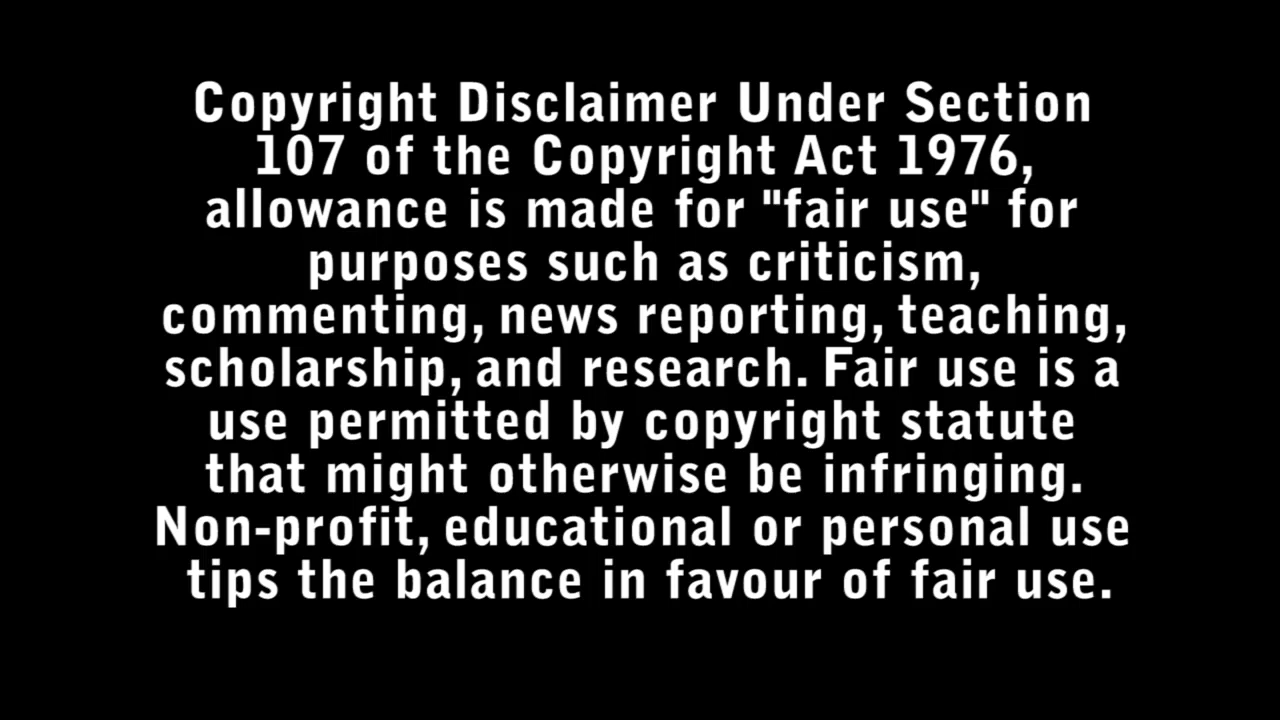 Copyright Disclaimer Under Section
107 of the Copyright Act 1976,
allowance is made for "fair use" for
purposes such as criticism,
commenting, news reporting, teaching,
scholarship, and research. Fair use is a
use permitted by copyright statute
that might otherwise be infringing.
Non-profit, educational or personal use
tips the balance in favour of fair use.